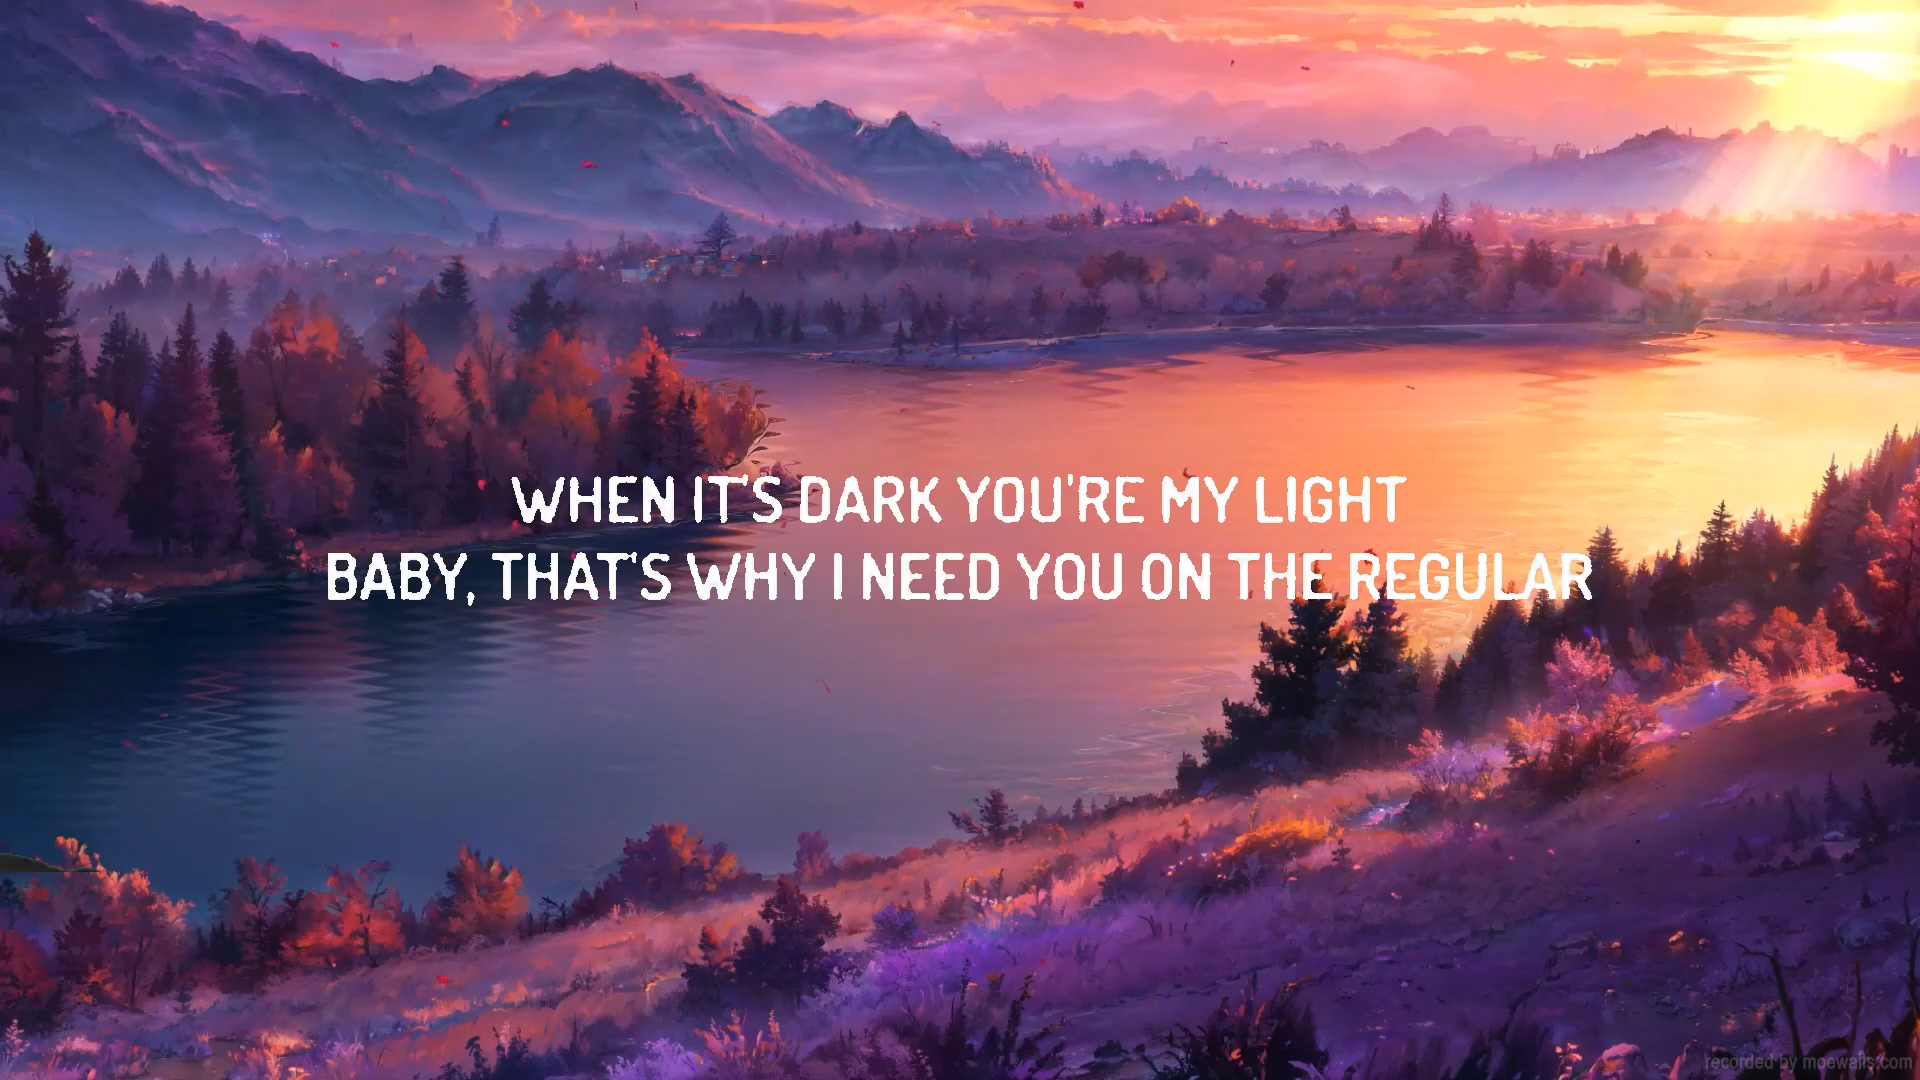 WHEN IT'S DARK YOU'RE MY LIGHT
BABY, THAT'S WHY I NEED YOU ON THE REGULAR
recorded by moewalls.com